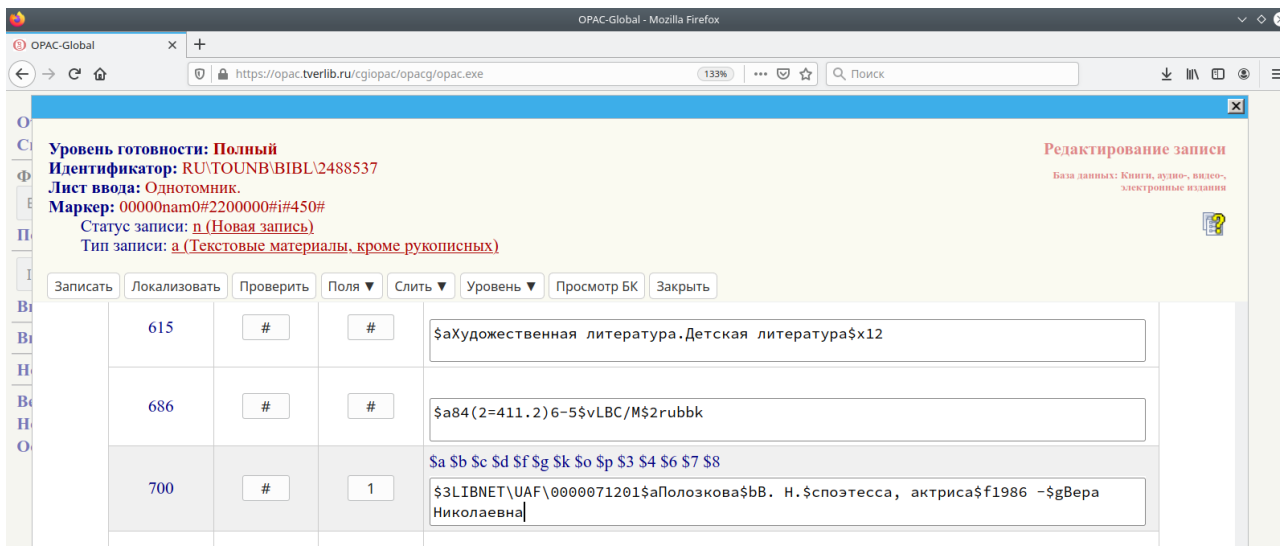 OPAC-Global - Mozilla Firefox
OPAC-Global
https://opac.tverlib.ru/cgiopac/opacg/opac.exe
133%
Поиск
Уровень готовности: Полный
Редактирование записи
Идентификатор: RU\TOUNB\BIBL\2488537
База данных: Книги, аудио-, видео-,
электронные издания
Лист ввода: Однотомник.
Маркер: 00000nam0#2200000#i#450#
Статус записи: n (Новая запись)
Тип записи: a (Текстовые материалы, кроме рукописных)
Записать Локализовать Проверить Поля ▼ Слить ▼ Уровень ▼ Просмотр БК Закрыть
615 # # $aХудожественная литература.Детская литература$x12
686 # # $a84(2=411.2)6-5$vLBC/M$2rubbk
$a $b $c $d $f $g $k $o $p $3 $4 $6 $7 $8
700 # 1 $3LIBNET\UAF\0000071201$aПолозкова$bВ. Н.$cпоэтесса, актриса$f1986 -$gВера
Николаевна